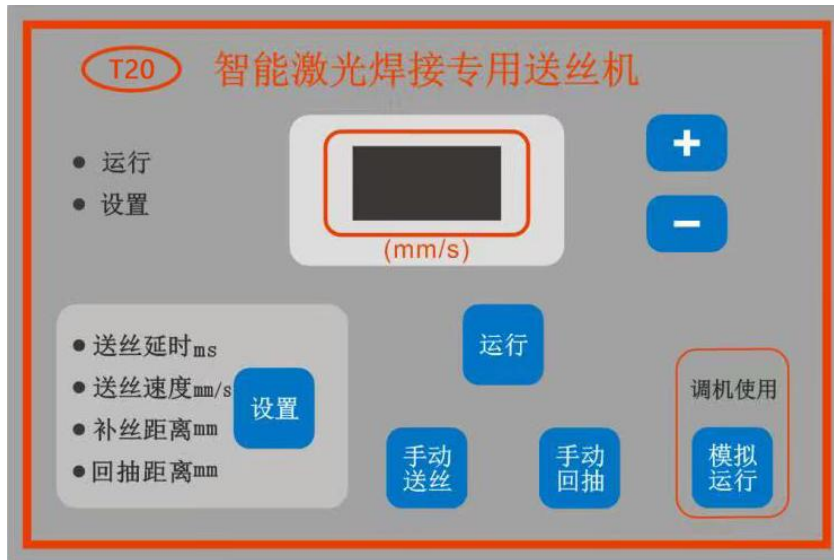 T20 智能激光焊接专用送丝机
+
运行
设置
−
(mm/s)
送丝延时ms
送丝速度mm/s
补丝距离mm
回抽距离mm
设置
运行
手动
送丝
手动
回抽
调机使用
模拟
运行